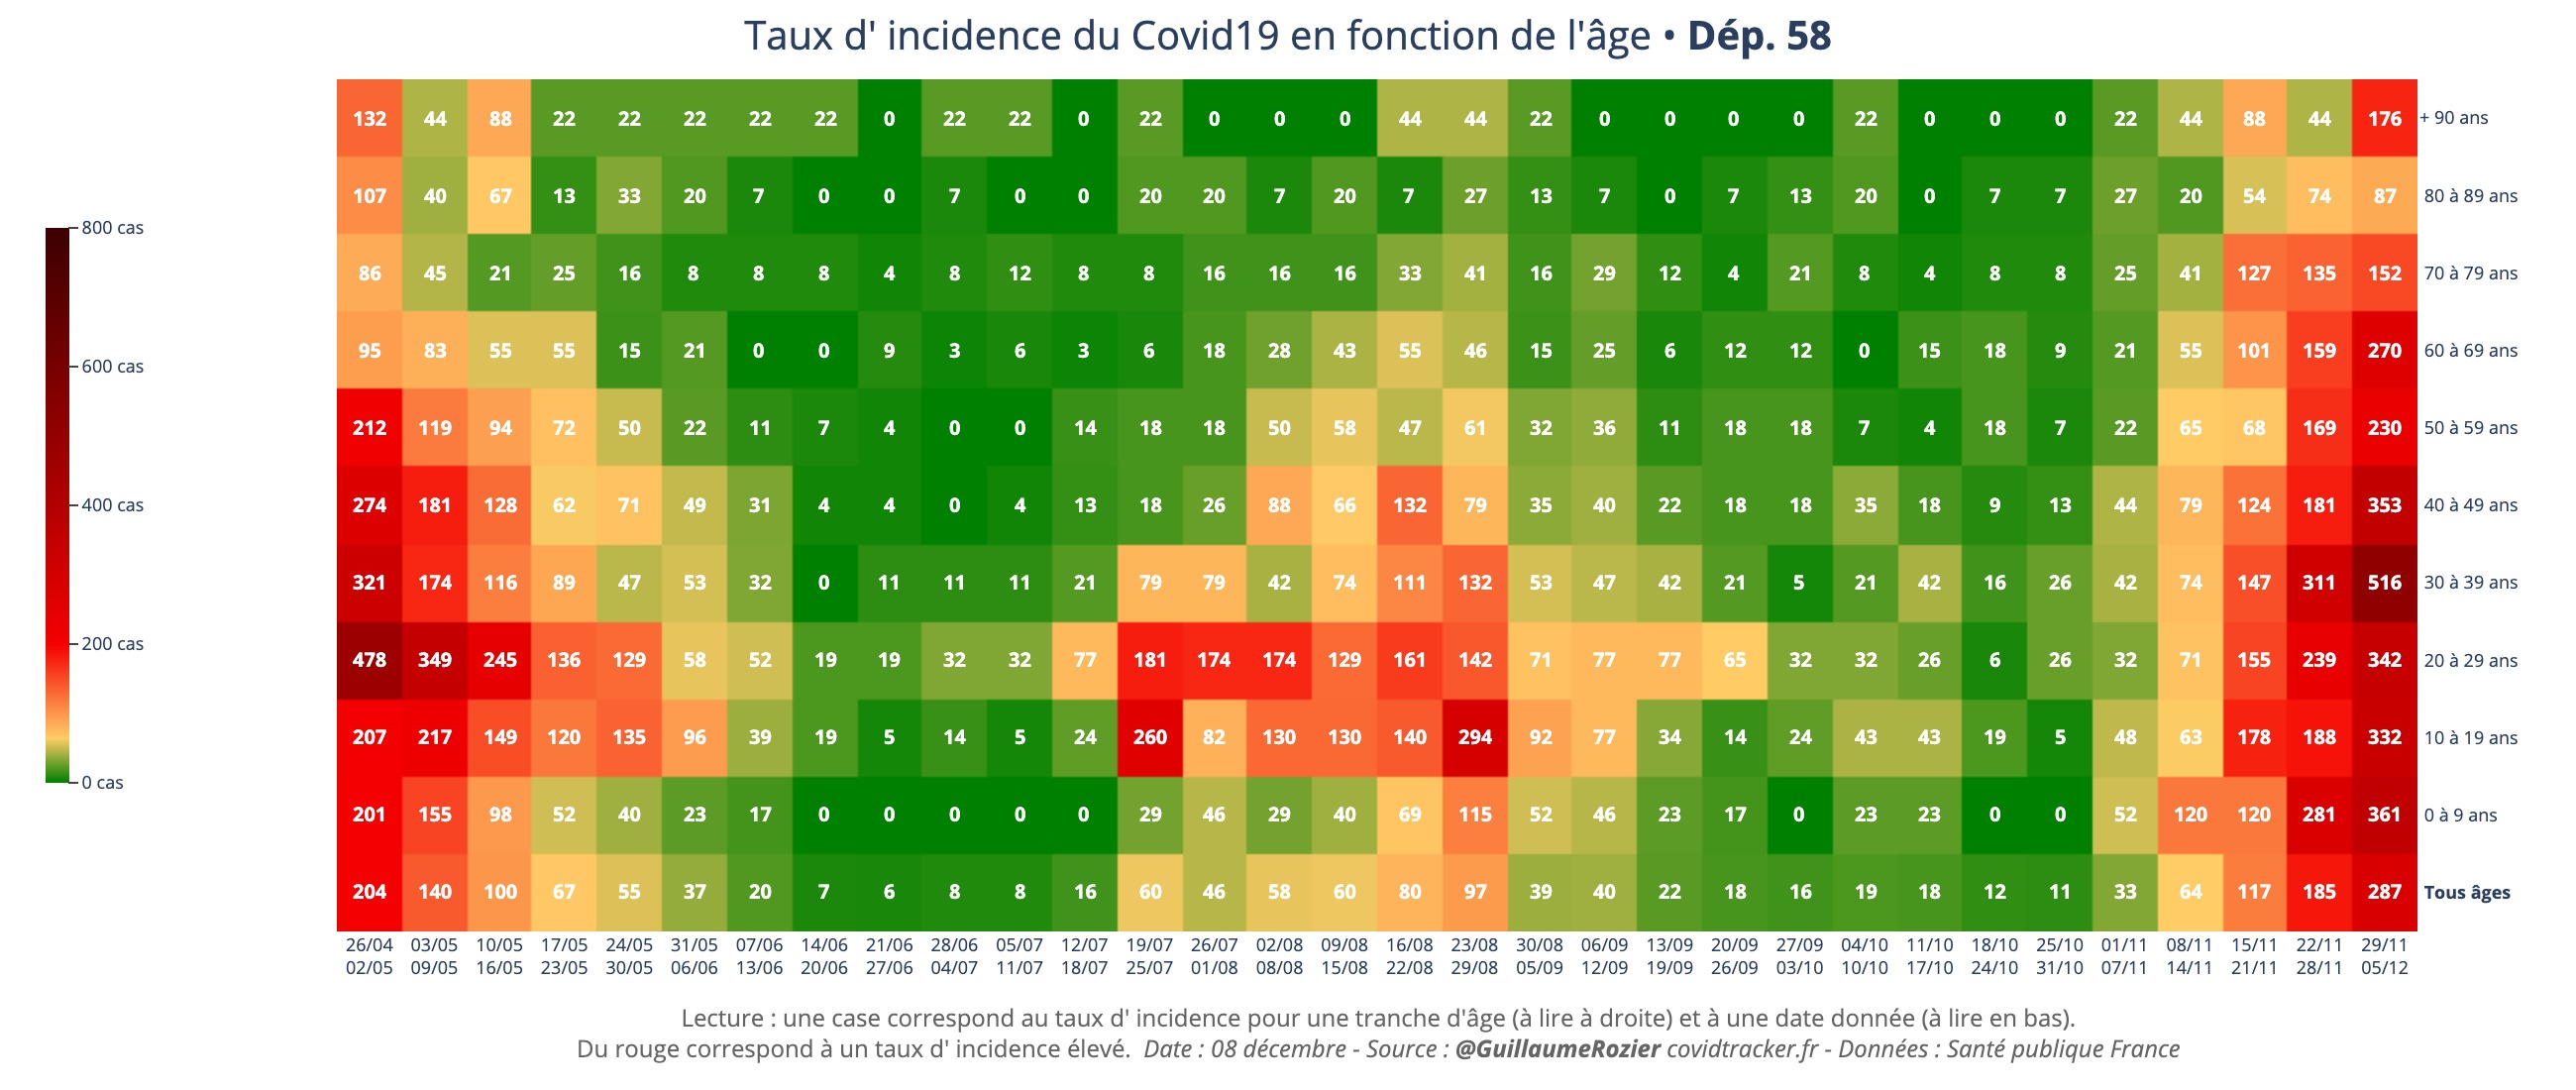 Taux d' incidence du Covid19 en fonction de l'âge • Dép. 58
800 cas
600 cas
400 cas
200 cas
0 cas
132 44 88 22 22 22 22 22 0 22 22 0 22 0 0 0 44 44 22 0 0 0 0 22 0 0 0 22 44 88 44 176 + 90 ans
107 40 67 13 33 20 7 0 0 7 0 0 20 20 7 20 7 27 13 7 0 7 13 20 0 7 7 27 20 54 74 87 80 à 89 ans
86 45 21 25 16 8 8 8 4 8 12 8 8 16 16 16 33 41 16 29 12 4 21 8 4 8 8 25 41 127 135 152 70 à 79 ans
95 83 55 55 15 21 0 0 9 3 6 3 6 18 28 43 55 46 15 25 6 12 12 0 15 18 9 21 55 101 159 270 60 à 69 ans
212 119 94 72 50 22 11 7 4 0 0 14 18 18 50 58 47 61 32 36 11 18 18 7 4 18 7 22 65 68 169 230 50 à 59 ans
274 181 128 62 71 49 31 4 4 0 4 13 18 26 88 66 132 79 35 40 22 18 18 35 18 9 13 44 79 124 181 353 40 à 49 ans
321 174 116 89 47 53 32 0 11 11 11 21 79 79 42 74 111 132 53 47 42 21 5 21 42 16 26 42 74 147 311 516 30 à 39 ans
478 349 245 136 129 58 52 19 19 32 32 77 181 174 174 129 161 142 71 77 77 65 32 32 26 6 26 32 71 155 239 342 20 à 29 ans
207 217 149 120 135 96 39 19 5 14 5 24 260 82 130 130 140 294 92 77 34 14 24 43 43 19 5 48 63 178 188 332 10 à 19 ans
201 155 98 52 40 23 17 0 0 0 0 0 29 46 29 40 69 115 52 46 23 17 0 23 23 0 0 52 120 120 281 361 0 à 9 ans
204 140 100 67 55 37 20 7 6 8 8 16 60 46 58 60 80 97 39 40 22 18 16 19 18 12 11 33 64 117 185 287 Tous âges
26/04 03/05 10/05 17/05 24/05 31/05 07/06 14/06 21/06 28/06 05/07 12/07 19/07 26/07 02/08 09/08 16/08 23/08 30/08 06/09 13/09 20/09 27/09 04/10 11/10 18/10 25/10 01/11 08/11 15/11 22/11 29/11
02/05 09/05 16/05 23/05 30/05 06/06 13/06 20/06 27/06 04/07 11/07 18/07 25/07 01/08 08/08 15/08 22/08 29/08 05/09 12/09 19/09 26/09 03/10 10/10 17/10 24/10 31/10 07/11 14/11 21/11 28/11 05/12
Lecture : une case correspond au taux d' incidence pour une tranche d'âge (à lire à droite) et à une date donnée (à lire en bas).
Du rouge correspond à un taux d' incidence élevé. Date : 08 décembre - Source : @GuillaumeRozier covidtracker.fr - Données : Santé publique France